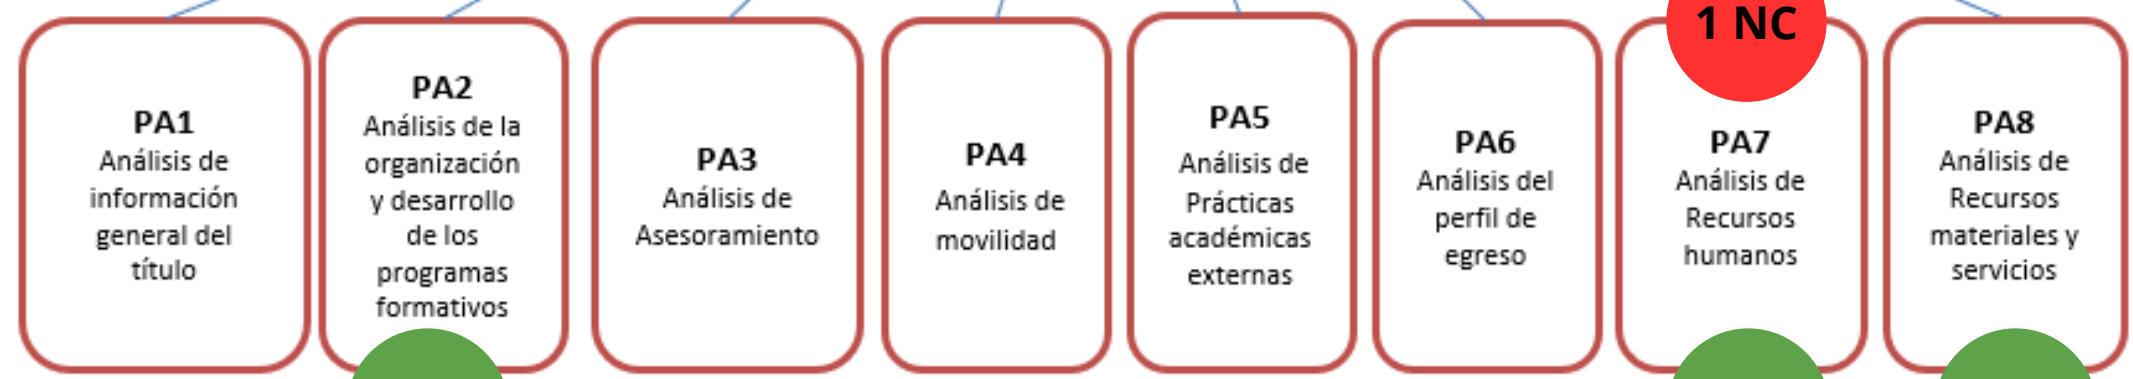 PA1
Análisis de
información
general del
título
PA2
Análisis de la
organización
y desarrollo
de los
programas
formativos
PA3
Análisis de
Asesoramiento
PA4
Análisis de
movilidad
PA5
Análisis de
Prácticas
académicas
externas
PA6
Análisis del
perfil de
egreso
1 NC
PA7
Análisis de
Recursos
humanos
PA8
Análisis de
Recursos
materiales y
servicios